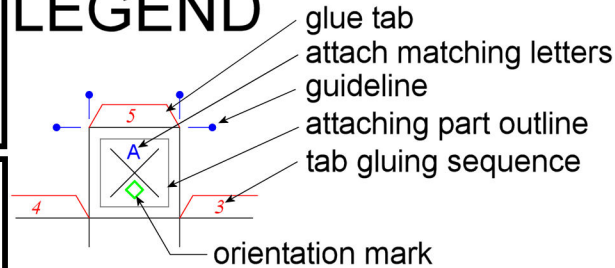 LEGEND
glue tab
attach matching letters
guideline
5
attaching part outline
A
tab gluing sequence
4
3
orientation mark